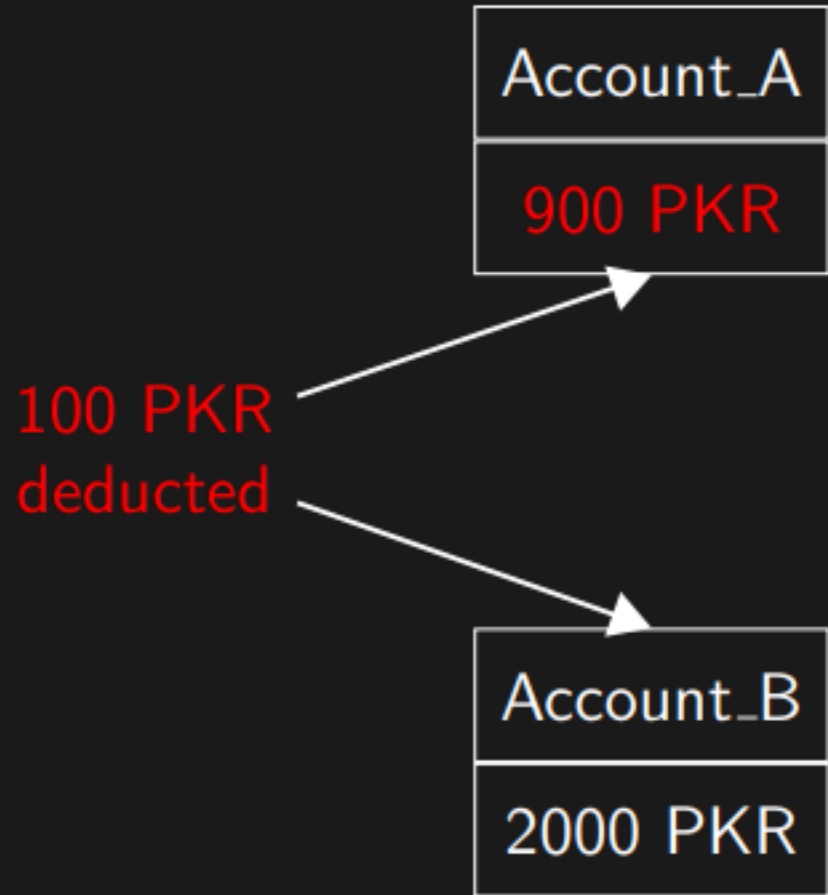 Account_A
900 PKR
100 PKR
deducted
Account_B
2000 PKR